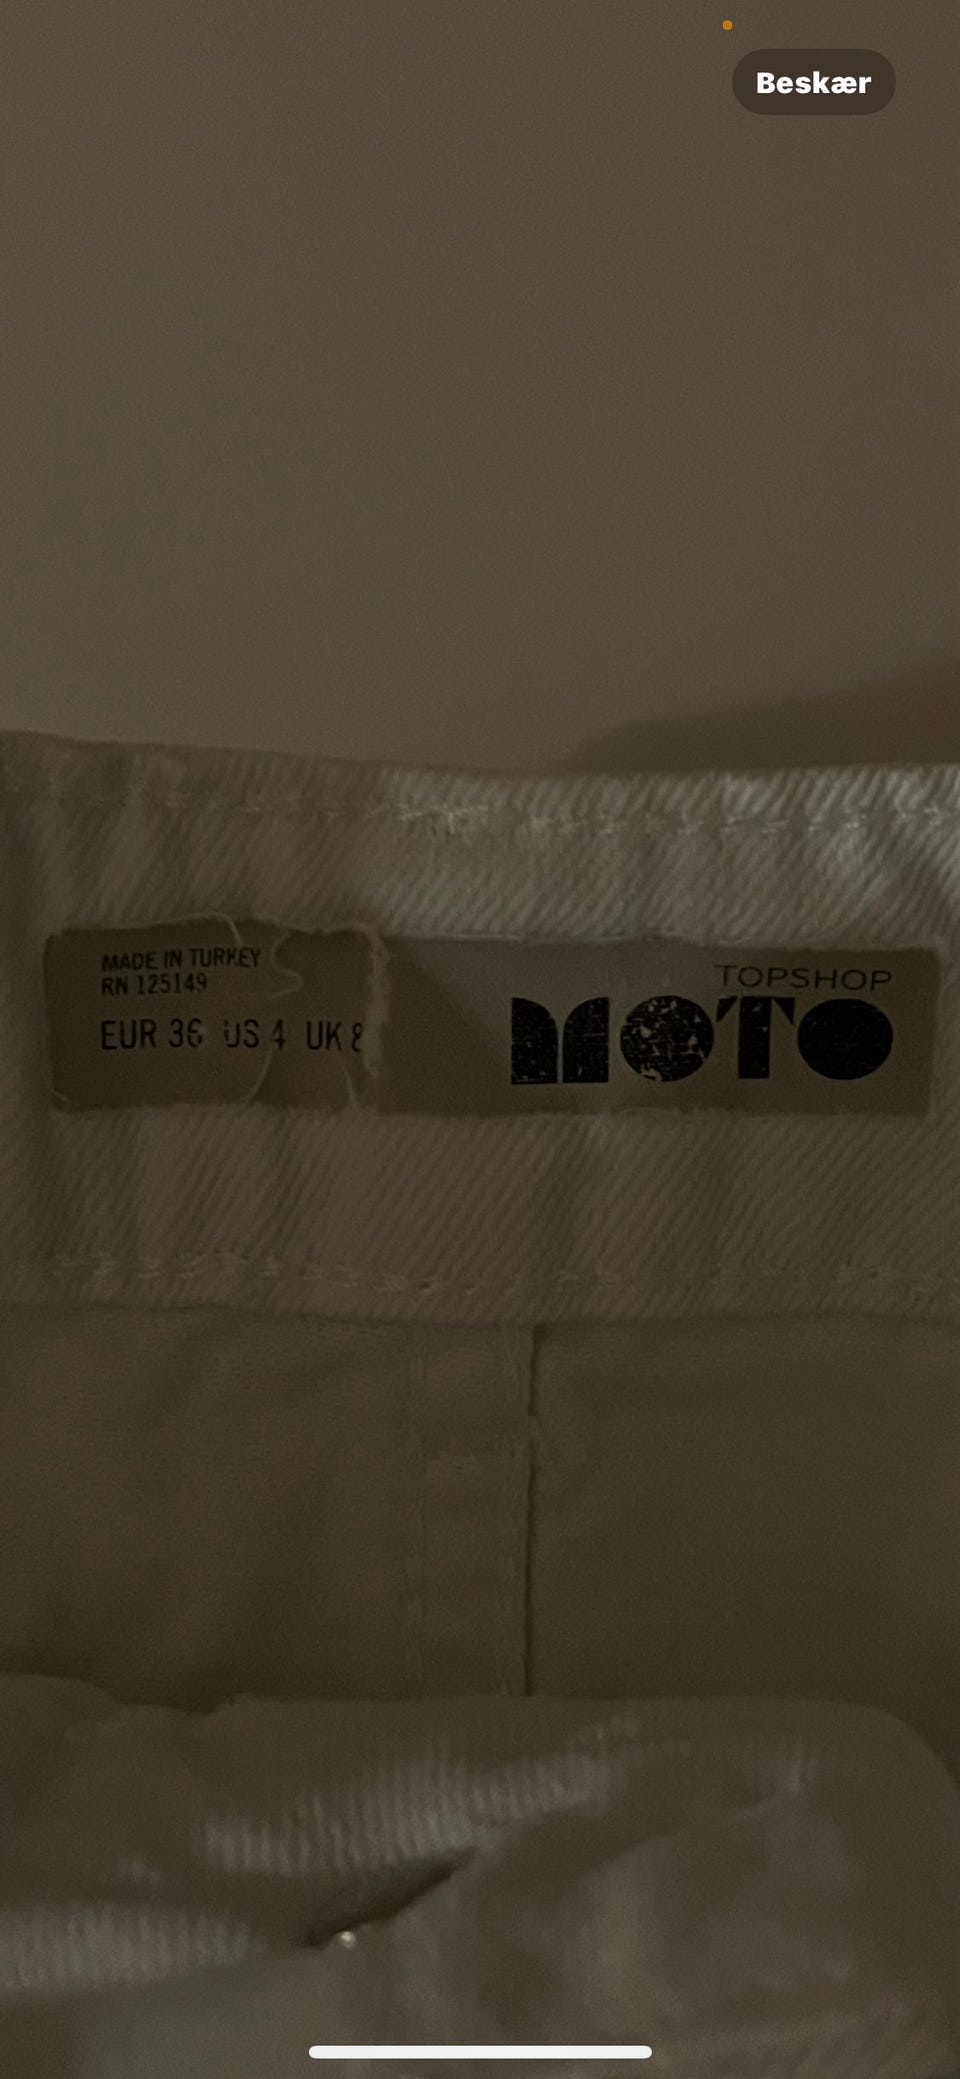 Beskær
MADE IN TURKEY
RN 125149
EUR 36 US 4 UK 8
TOPSHOP
MOTO